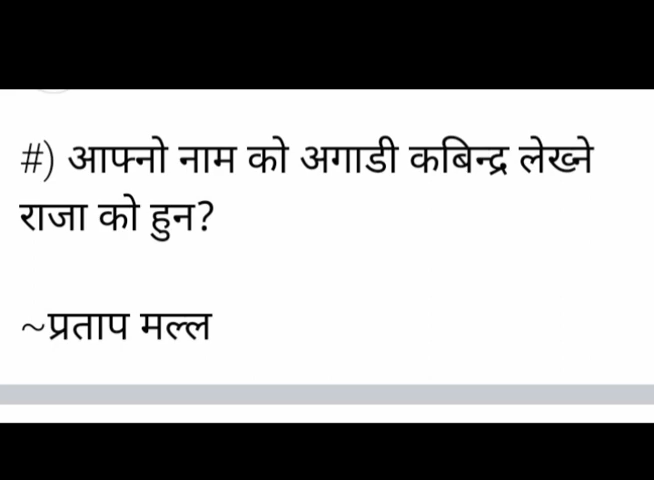 #) आफ्नो नाम को अगाडी कबिन्द्र लेख्ने
राजा को हुन?
~प्रताप मल्ल